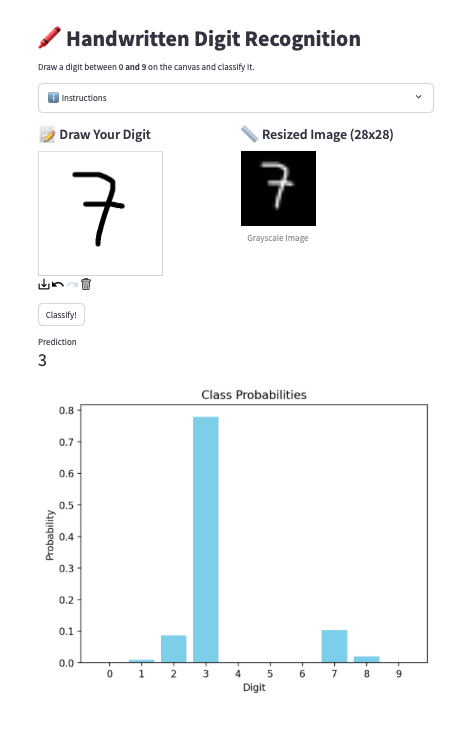 Handwritten Digit Recognition
Draw a digit between 0 and 9 on the canvas and classify it.
Instructions
Draw Your Digit
Resized Image (28x28)
7
7
Grayscale Image
Classify!
Prediction
3
Class Probabilities
0.8
0.7
0.6
0.5
0.4
0.3
0.2
0.1
0.0
Probability
0 1 2 3 4 5 6 7 8 9
Digit